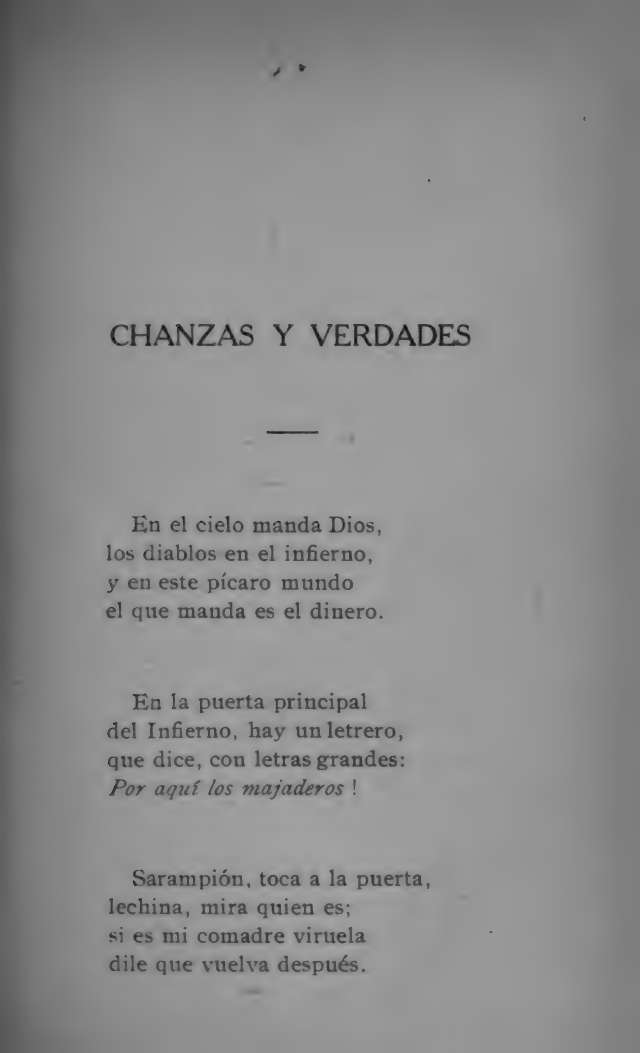 CHANZAS Y VERDADES
En el cielo manda Dios,
los diablos en el infierno,
y en este pícaro mundo
el que manda es el dinero.
En la puerta principal
del Infierno, hay un letrero,
que dice, con letras grandes:
Por aquí los majaderos !
Sarampión, toca a la puerta,
lechina, mira quien es;
si es mi comadre viruela
dile que vuelva después.